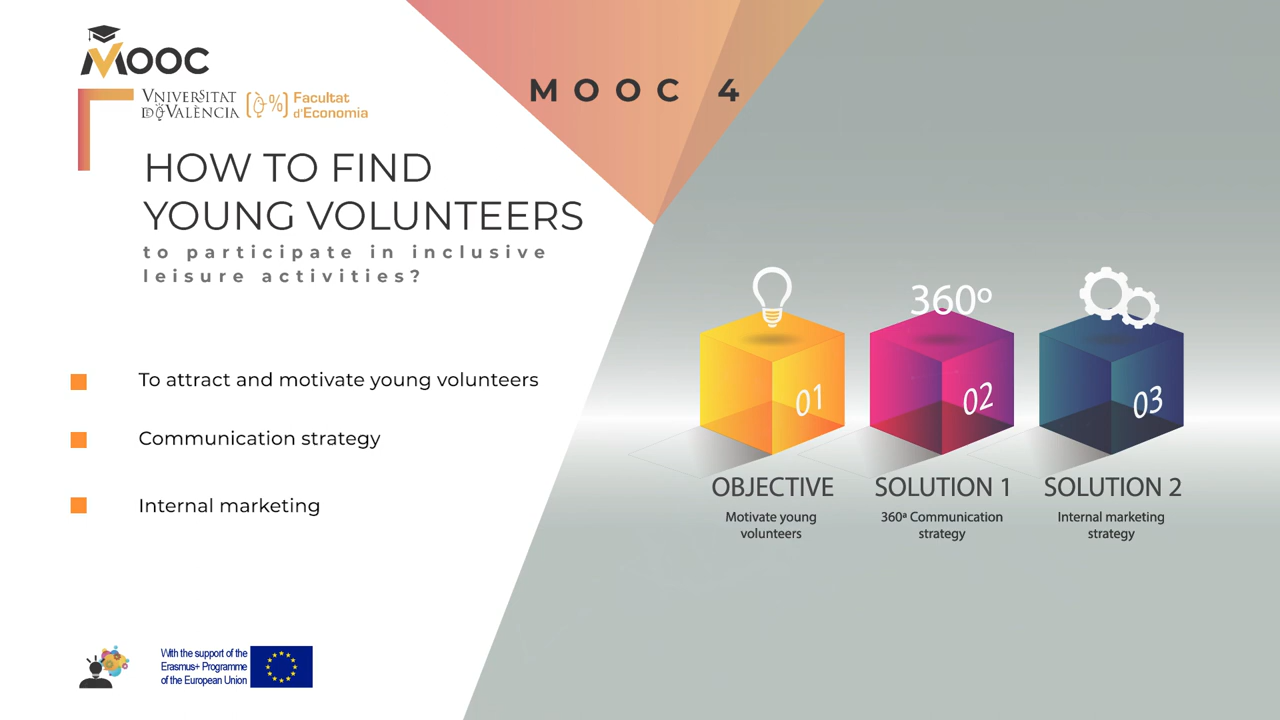 MOOC
VNIVERSITAT
D VALÈNCIA
Facultat
d'Economia
MOOC 4
HOW TO FIND
YOUNG VOLUNTEERS
to participate in inclusive
leisure activities?
To attract and motivate young volunteers
Communication strategy
Internal marketing
360º
01
02
03
OBJECTIVE
Motivate young
volunteers
SOLUTION 1
360ª Communication
strategy
SOLUTION 2
Internal marketing
strategy
With the support of the
Erasmus+ Programme
of the European Union